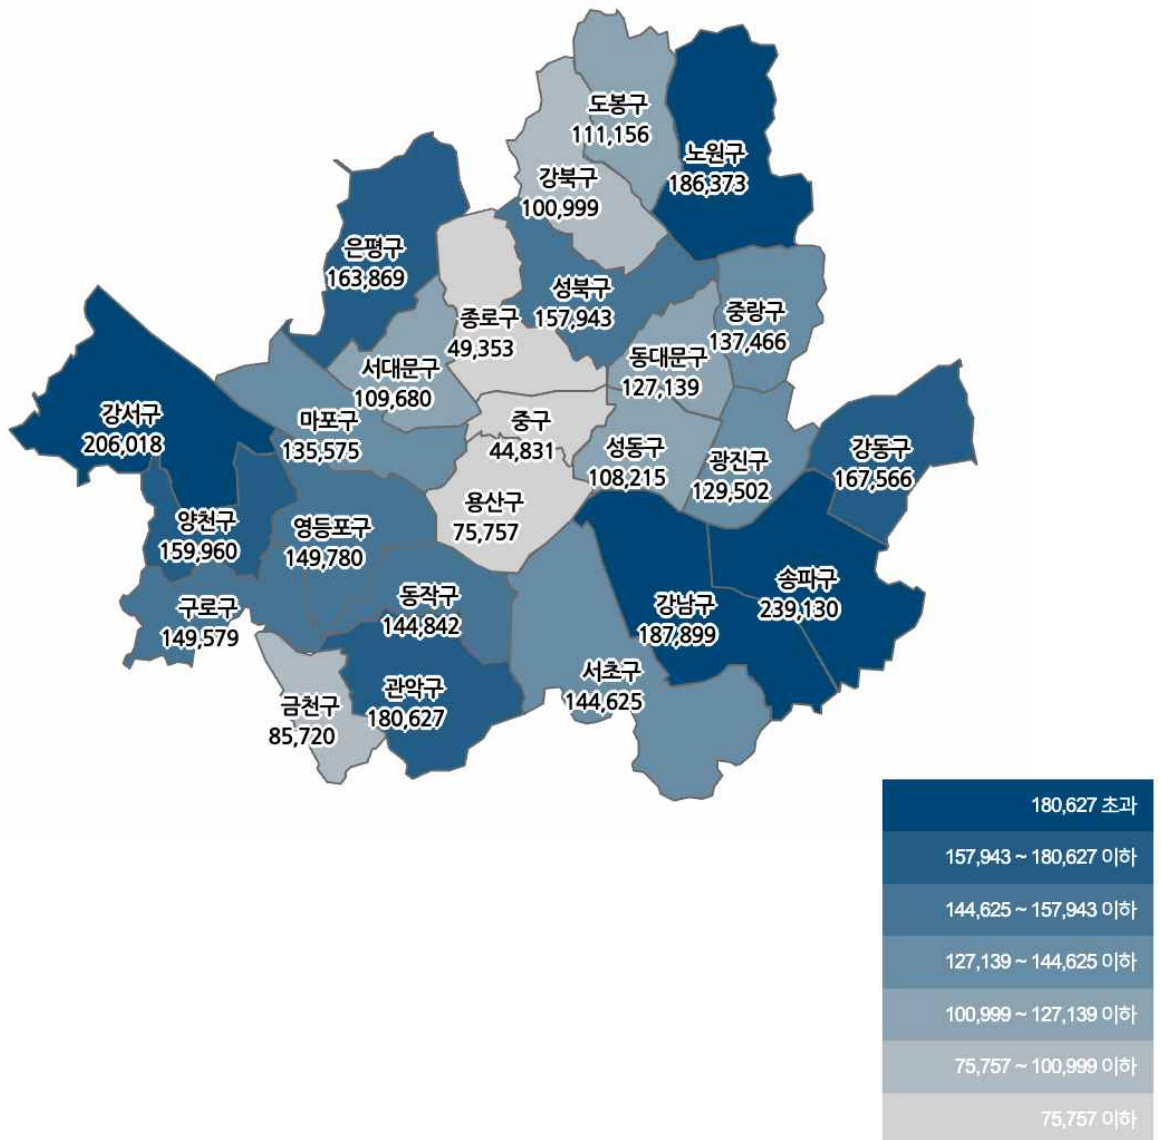 도봉구
111,156
노원구
186,373
강북구
100,999
은평구
163,869
성북구
157,943
종로구
49,353
중랑구
137,466
동대문구
127,139
서대문구
109,680
강서구
206,018
마포구
135,575
중구
44,831
성동구
108,215
광진구
129,502
강동구
167,566
용산구
75,757
양천구
159,960
영등포구
149,780
구로구
149,579
동작구
144,842
강남구
187,899
송파구
239,130
서초구
144,625
관악구
180,627
금천구
85,720
180,627 초과
157,943 ~ 180,627 이하
144,625 ~ 157,943 이하
127,139 ~ 144,625 이하
100,999 ~ 127,139 이하
75,757 ~ 100,999 이하
75,757 이하